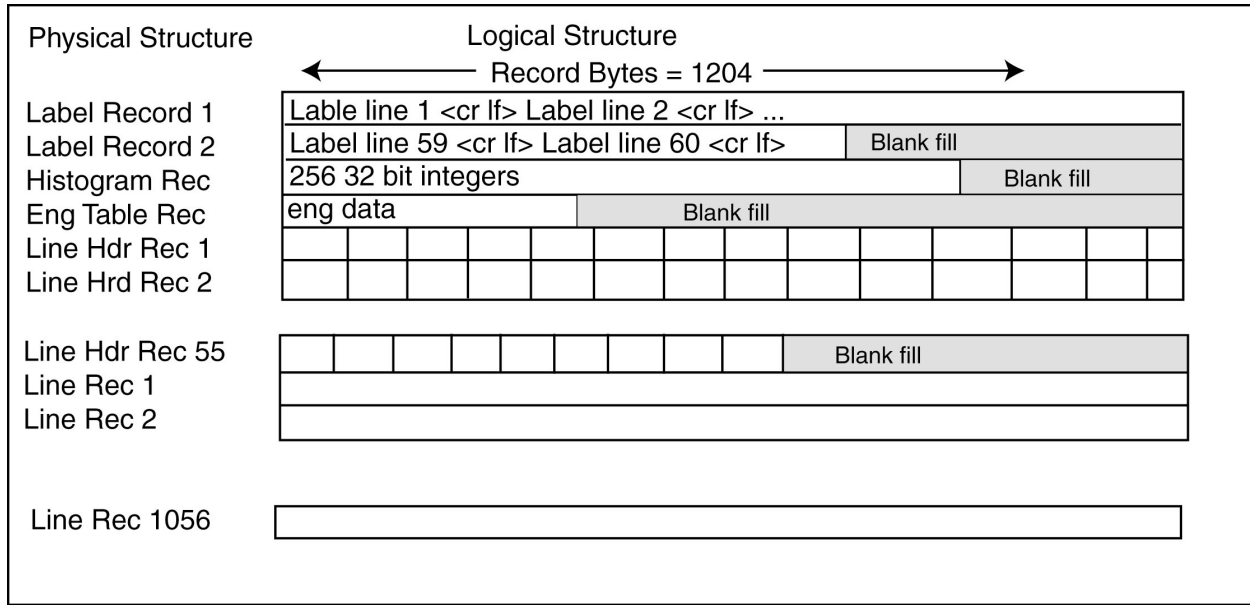 Physical Structure
Logical Structure
Record Bytes = 1204
Label Record 1
Lable line 1 <cr lf> Label line 2 <cr lf> ...
Label Record 2
Label line 59 <cr lf> Label line 60 <cr lf>
Blank fill
Histogram Rec
256 32 bit integers
Blank fill
Eng Table Rec
eng data
Blank fill
Line Hdr Rec 1
Line Hrd Rec 2
Line Hdr Rec 55
Blank fill
Line Rec 1
Line Rec 2
Line Rec 1056